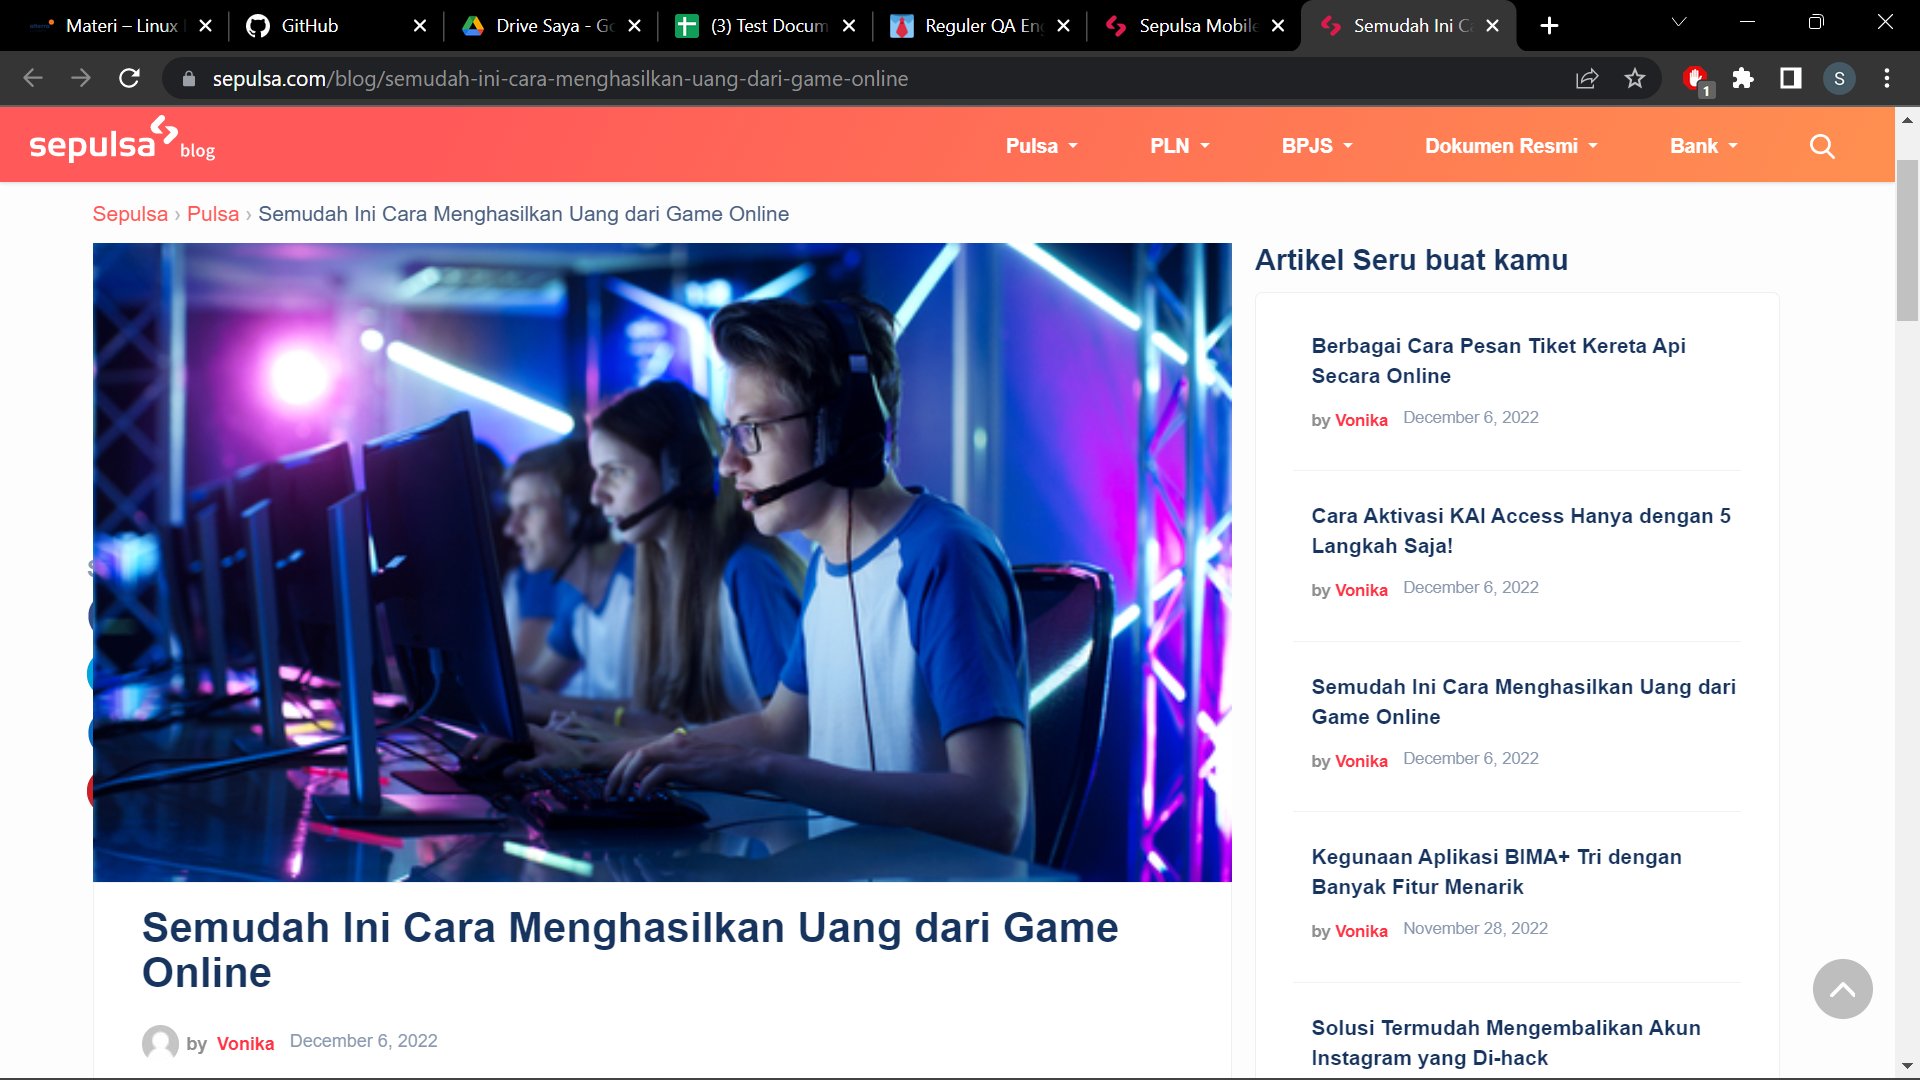 Materi – Linux
GitHub
Drive Saya - Go
(3) Test Docum
Reguler QA En
Sepulsa Mobile
Semudah Ini C
sepulsa.com/blog/semudah-ini-cara-menghasilkan-uang-dari-game-online
1
S
sepulsa blog
Pulsa
PLN
BPJS
Dokumen Resmi
Bank
Sepulsa › Pulsa › Semudah Ini Cara Menghasilkan Uang dari Game Online
Artikel Seru buat kamu
Berbagai Cara Pesan Tiket Kereta Api
Secara Online
by Vonika December 6, 2022
Cara Aktivasi KAI Access Hanya dengan 5
Langkah Saja!
by Vonika December 6, 2022
Semudah Ini Cara Menghasilkan Uang dari
Game Online
by Vonika December 6, 2022
Kegunaan Aplikasi BIMA+ Tri dengan
Banyak Fitur Menarik
by Vonika November 28, 2022
Solusi Termudah Mengembalikan Akun
Instagram yang Di-hack
Semudah Ini Cara Menghasilkan Uang dari Game
Online
by Vonika December 6, 2022